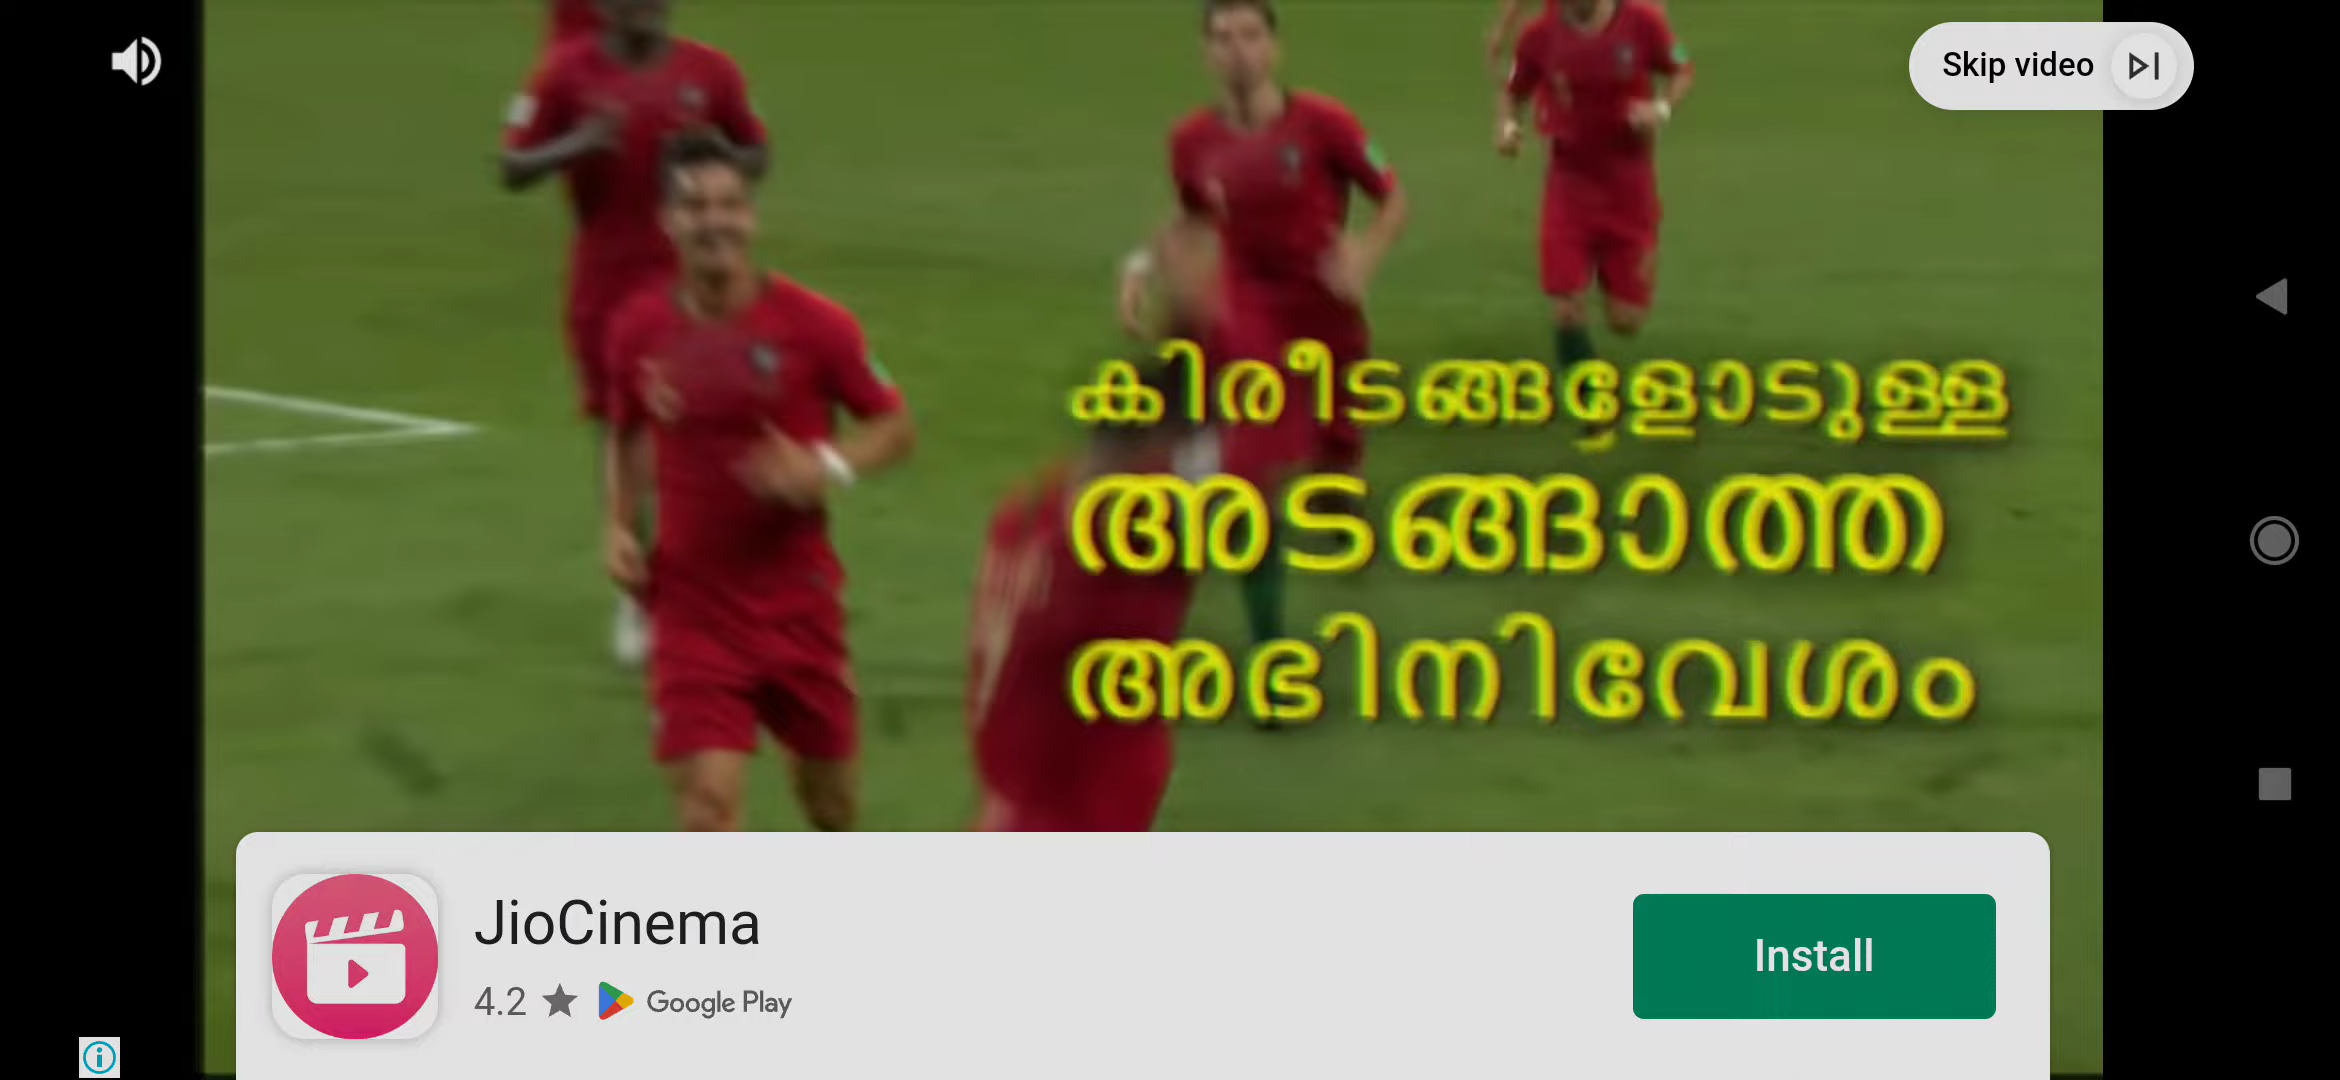 Skip video
കിരീടങ്ങളോടുള്ള
അടങ്ങാത്ത
അഭിനിവേശം
JioCinema
Install
4.2 ★ Google Play